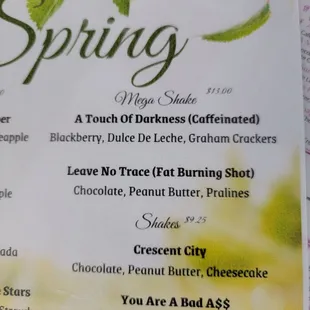 Spring
Mega Shake $13.00
A Touch Of Darkness (Caffeinated)
Blackberry, Dulce De Leche, Graham Crackers
Leave No Trace (Fat Burning Shot)
Chocolate, Peanut Butter, Pralines
Shakes $9.25
Crescent City
Chocolate, Peanut Butter, Cheesecake
Stars
You Are A Bad A$$